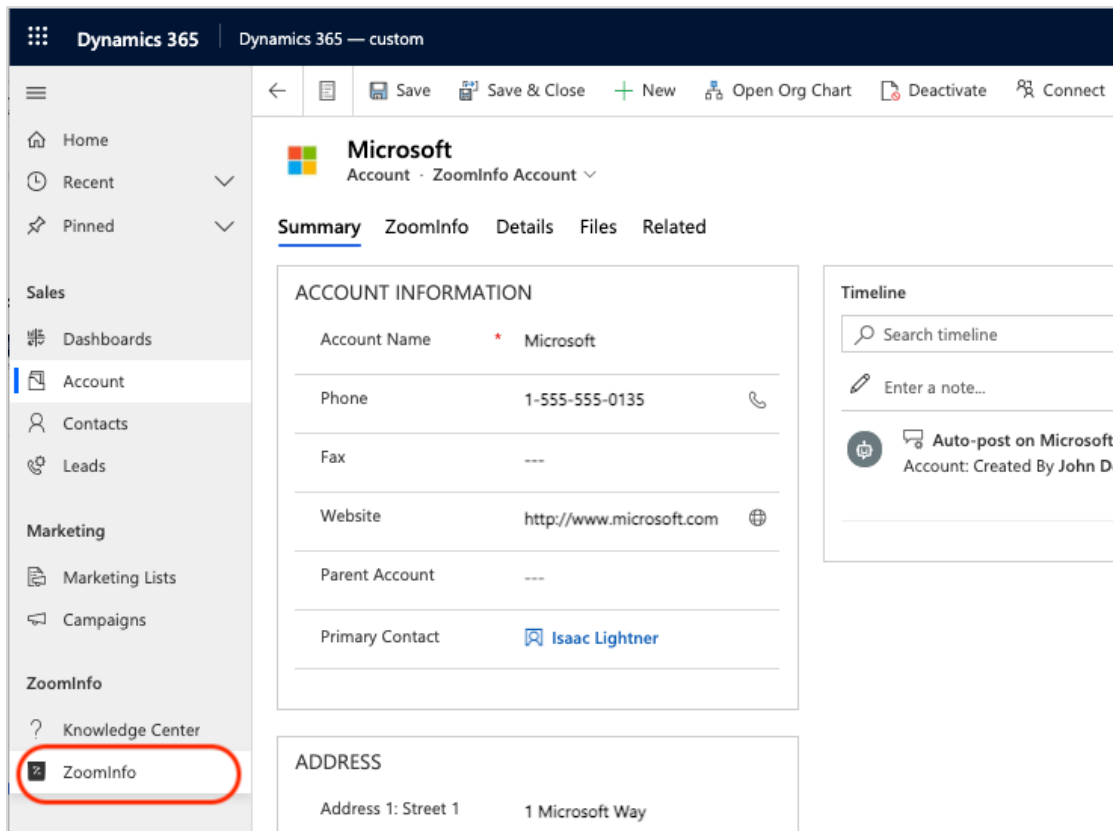 Dynamics 365 Dynamics 365 — custom
Save Save & Close New Open Org Chart Deactivate Connect
Home
Recent
Pinned
Sales
Dashboards
Account
Contacts
Leads
Marketing
Marketing Lists
Campaigns
ZoomInfo
Knowledge Center
ZoomInfo
Microsoft
Account · ZoomInfo Account
Summary ZoomInfo Details Files Related
ACCOUNT INFORMATION
Account Name * Microsoft
Phone 1-555-555-0135
Fax ---
Website http://www.microsoft.com
Parent Account ---
Primary Contact Isaac Lightner
ADDRESS
Address 1: Street 1 1 Microsoft Way
Timeline
Search timeline
Enter a note...
Auto-post on Microsoft
Account: Created By John